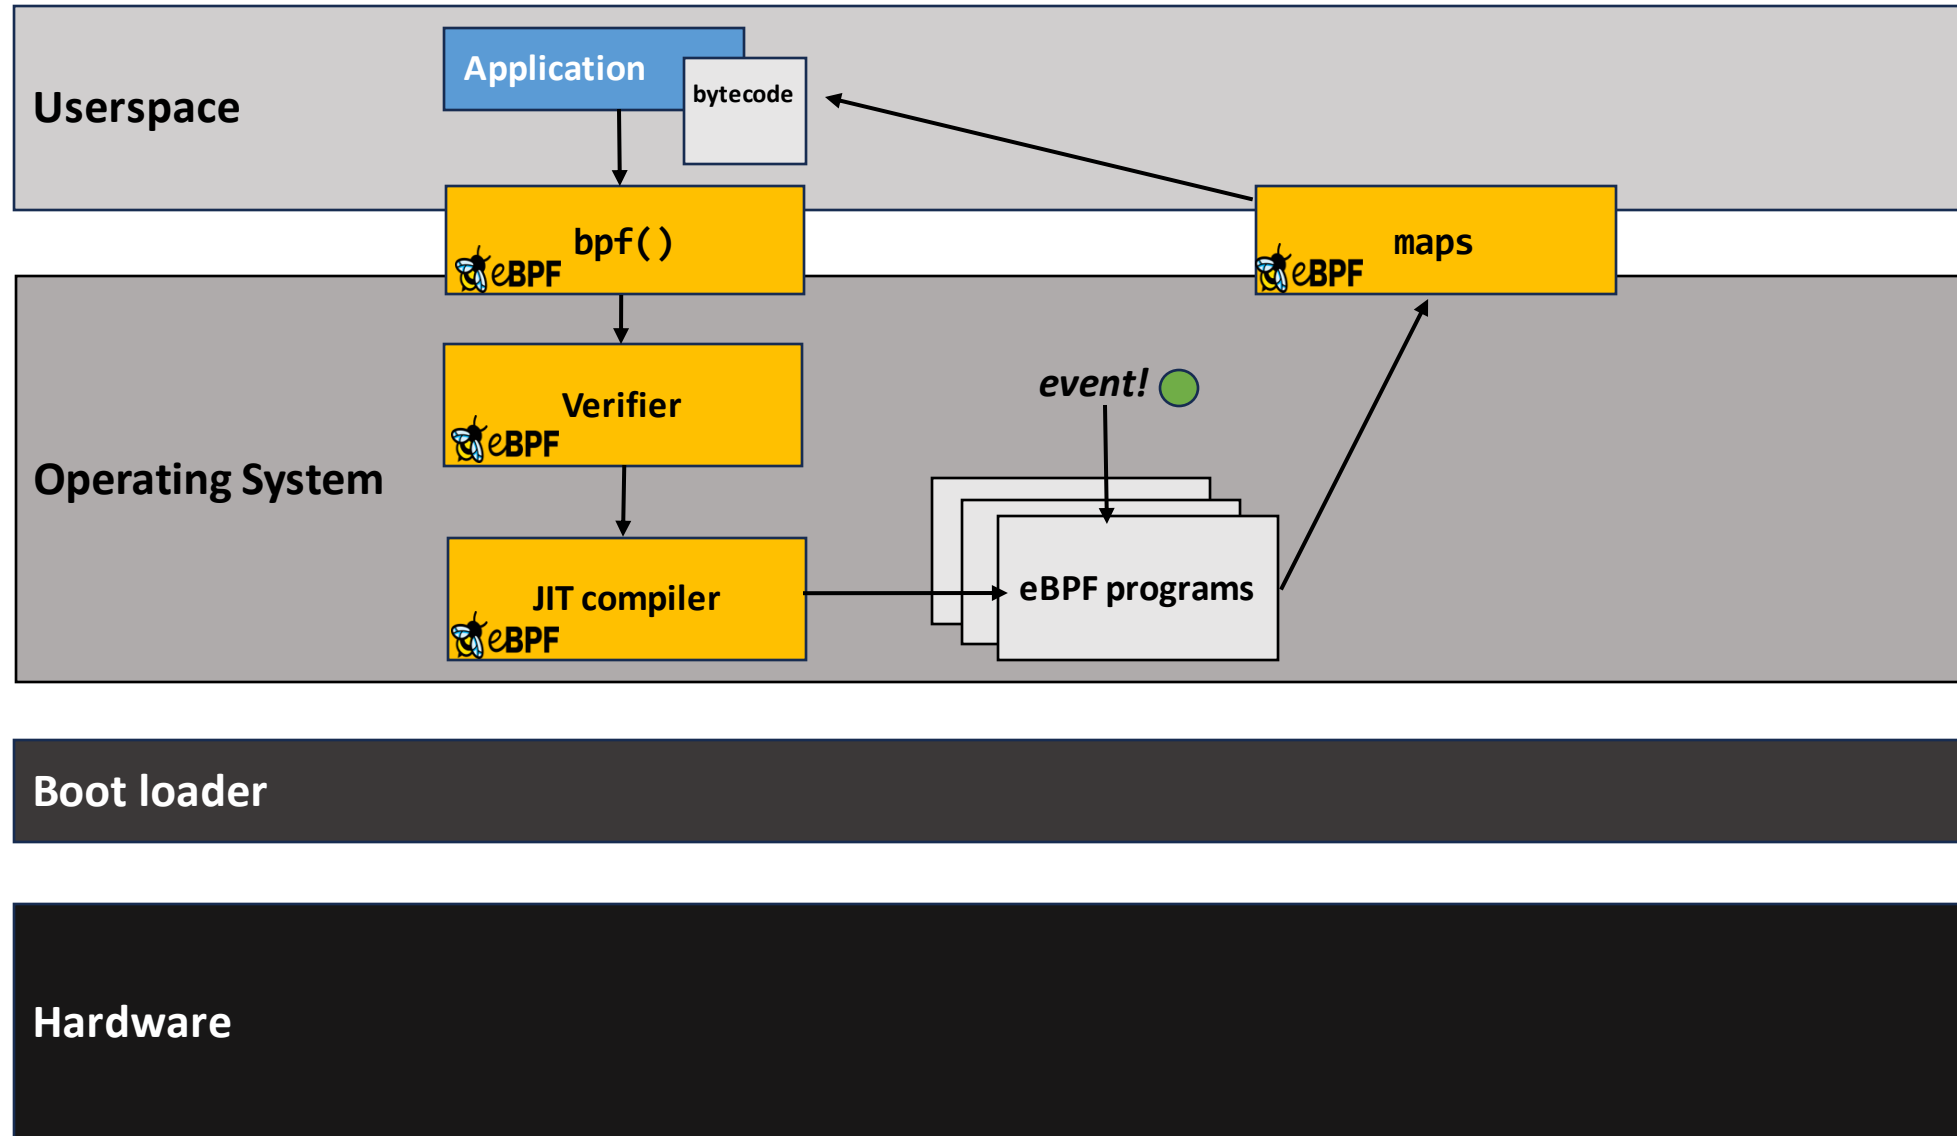 Application
bytecode
Userspace
bpf()
eBPF
maps
eBPF
event!
Verifier
eBPF
Operating System
eBPF programs
JIT compiler
eBPF
Boot loader
Hardware